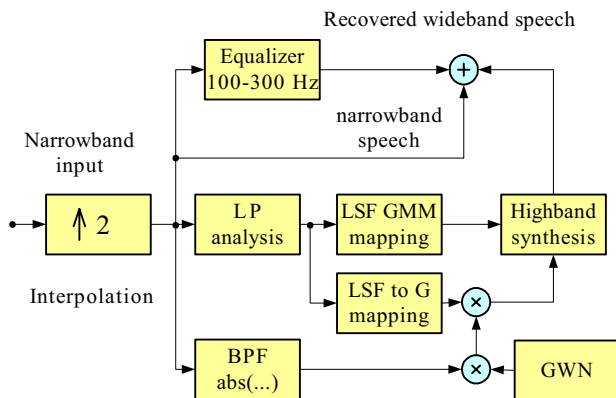 Recovered wideband speech
Equalizer
100-300 Hz
+
narrowband
speech
Narrowband
input
↑ 2
Interpolation
LP
analysis
LSF GMM
mapping
Highband
synthesis
LSF to G
mapping
×
BPF
abs(...)
×
GWN